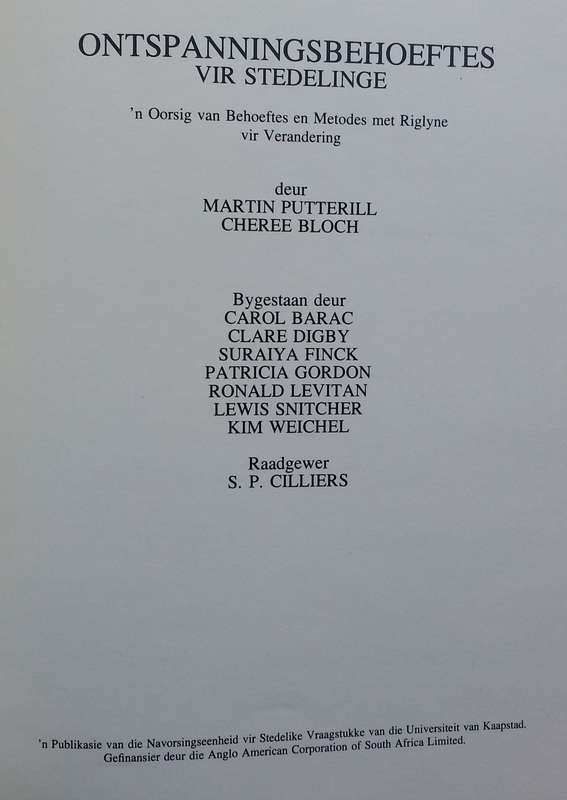 ONTSPANNINGSBEHOEFTES
VIR STEDELINGE
'n Oorsig van Behoeftes en Metodes met Riglyne
vir Verandering
deur
MARTIN PUTTERILL
CHEREE BLOCH
Bygestaan deur
CAROL BARAC
CLARE DIGBY
SURAIYA FINCK
PATRICIA GORDON
RONALD LEVITAN
LEWIS SNITCHER
KIM WEICHEL
Raadgewer
S. P. CILLIERS
'n Publikasie van die Navorsingseenheid vir Stedelike Vraagstukke van die Universiteit van Kaapstad.
Gefinansier deur die Anglo American Corporation of South Africa Limited.